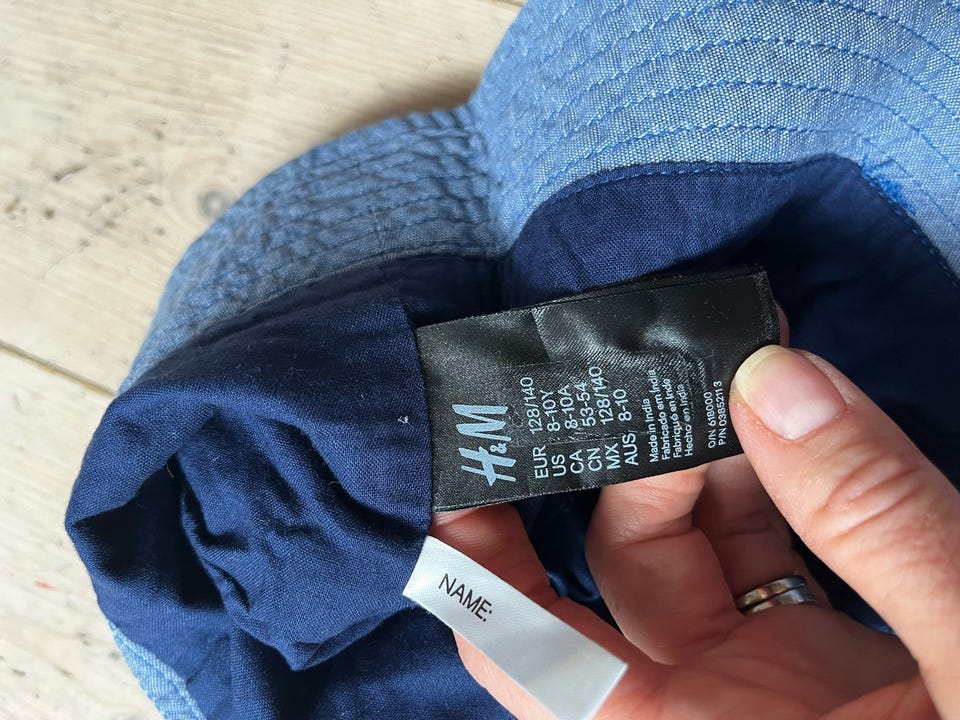 H&M
EUR 128/140
US 8-10Y
CA 8-10A
CN 53-54
MX 128/140
AUS 8-10
Made in India
Fabricado em Índia
Fabriqué en Inde
Hecho en India
O/N 618000
P/N 03852113
NAME: